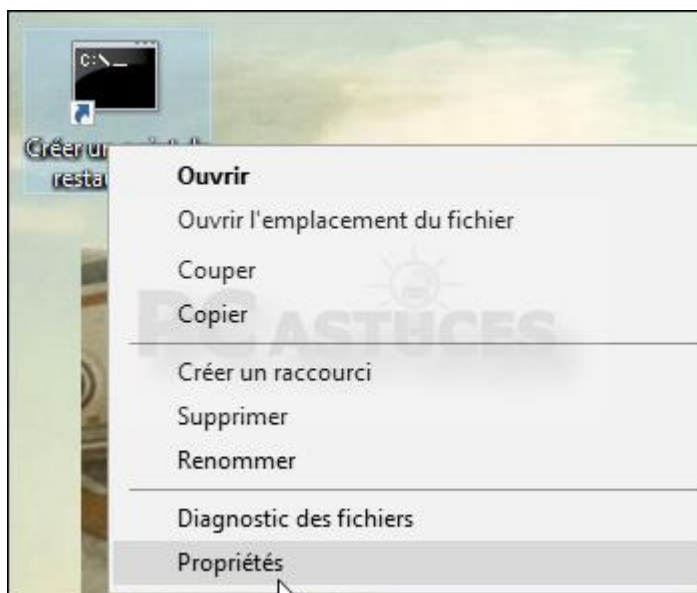 C:\_
Créer un
resta
Ouvrir
Ouvrir l'emplacement du fichier
Couper
Copier
PC ASTUCES
Créer un raccourci
Supprimer
Renommer
Diagnostic des fichiers
Propriétés